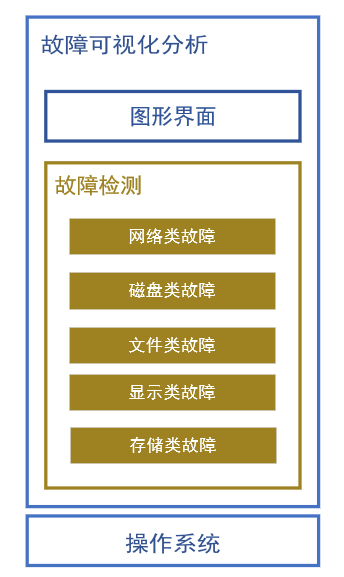 故障可视化分析
图形界面
故障检测
网络类故障
磁盘类故障
文件类故障
显示类故障
存储类故障
操作系统